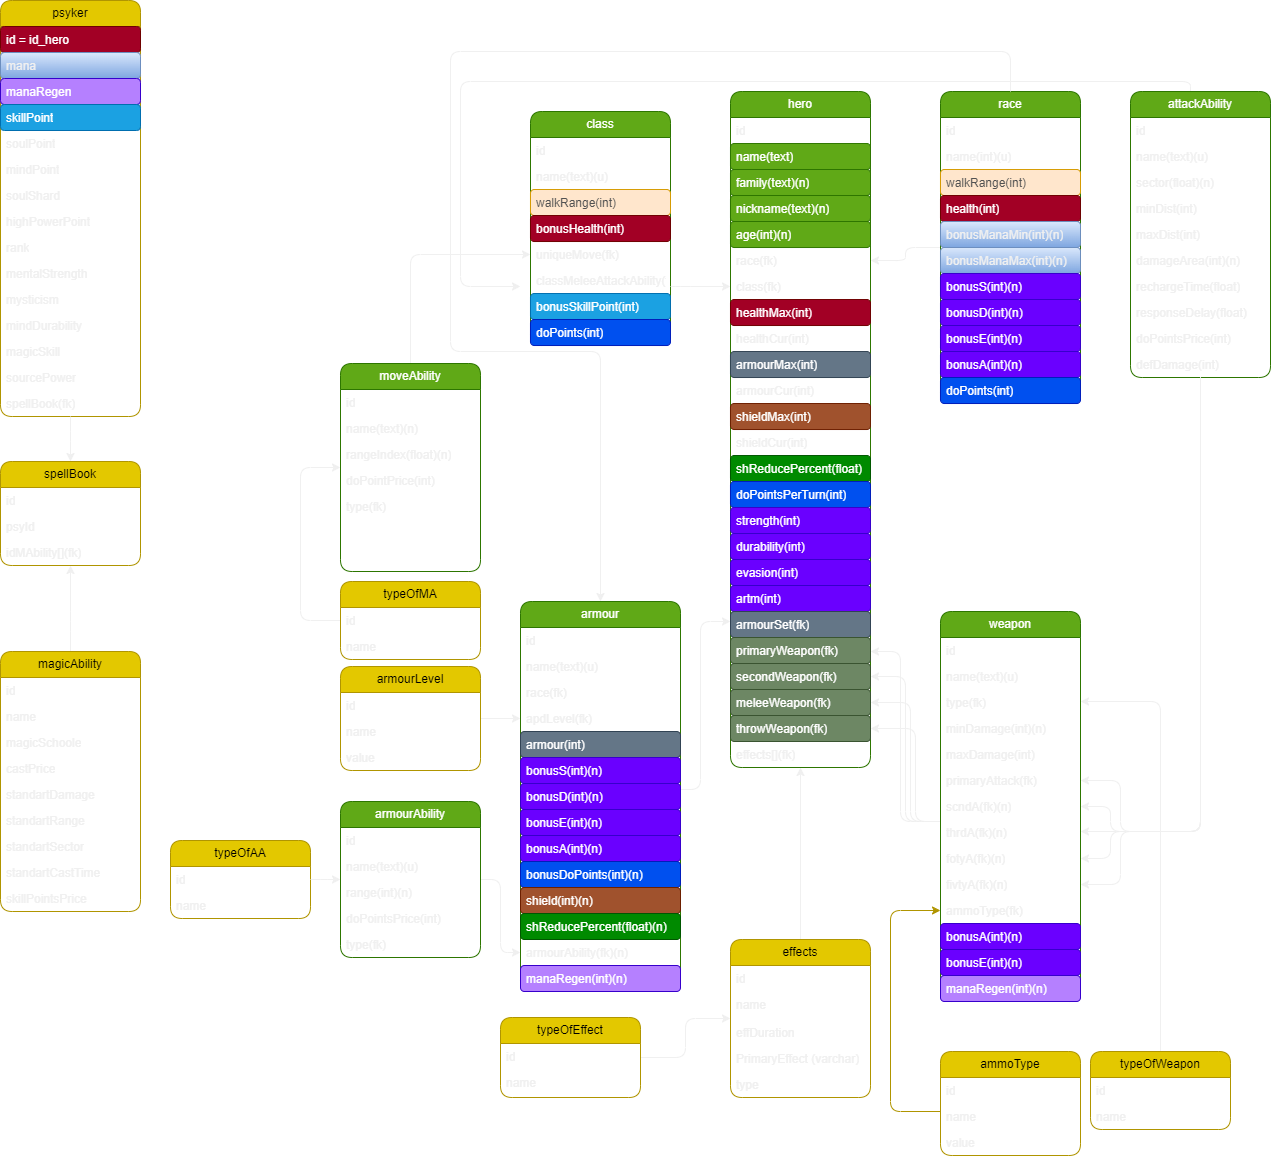 psyker
id = id_hero
mana
manaRegen
skillPoint
soulPoint
mindPoint
soulShard
highPowerPoint
rank
mentalStrength
mysticism
mindDurability
magicSkill
sourcePower
spellBook(fk)
spellBook
id
psyId
idMAbility[](fk)
magicAbility
id
name
magicSchoole
castPrice
standartDamage
standartRange
standartSector
standartCastTime
skillPointsPrice
typeOfAA
id
name
moveAbility
id
name(text)(n)
rangeIndex(float)(n)
doPointPrice(int)
type(fk)
typeOfMA
id
name
armourLevel
id
name
value
armourAbility
id
name(text)(u)
range(int)(n)
doPointsPrice(int)
type(fk)
class
id
name(text)(u)
walkRange(int)
bonusHealth(int)
uniqueMove(fk)
classMeleeAttackAbility(
bonusSkillPoint(int)
doPoints(int)
armour
id
name(text)(u)
race(fk)
apdLevel(fk)
armour(int)
bonusS(int)(n)
bonusD(int)(n)
bonusE(int)(n)
bonusA(int)(n)
bonusDoPoints(int)(n)
shield(int)(n)
shReducePercent(float)(n)
armourAbility(fk)(n)
manaRegen(int)(n)
typeOfEffect
id
name
hero
id
name(text)
family(text)(n)
nickname(text)(n)
age(int)(n)
race(fk)
class(fk)
healthMax(int)
healthCur(int)
armourMax(int)
armourCur(int)
shieldMax(int)
shieldCur(int)
shReducePercent(float)
doPointsPerTurn(int)
strength(int)
durability(int)
evasion(int)
artm(int)
armourSet(fk)
primaryWeapon(fk)
secondWeapon(fk)
meleeWeapon(fk)
throwWeapon(fk)
effects[](fk)
effects
id
name
effDuration
PrimaryEffect (varchar)
type
race
id
name(int)(u)
walkRange(int)
health(int)
bonusManaMin(int)(n)
bonusManaMax(int)(n)
bonusS(int)(n)
bonusD(int)(n)
bonusE(int)(n)
bonusA(int)(n)
doPoints(int)
attackAbility
id
name(text)(u)
sector(float)(n)
minDist(int)
maxDist(int)
damageArea(int)(n)
rechargeTime(float)
responseDelay(float)
doPointsPrice(int)
defDamage(int)
weapon
id
name(text)(u)
type(fk)
minDamage(int)(n)
maxDamage(int)
primaryAttack(fk)
scndA(fk)(n)
thrdA(fk)(n)
fotyA(fk)(n)
fivtyA(fk)(n)
ammoType(fk)
bonusA(int)(n)
bonusE(int)(n)
manaRegen(int)(n)
ammoType
id
name
value
typeOfWeapon
id
name